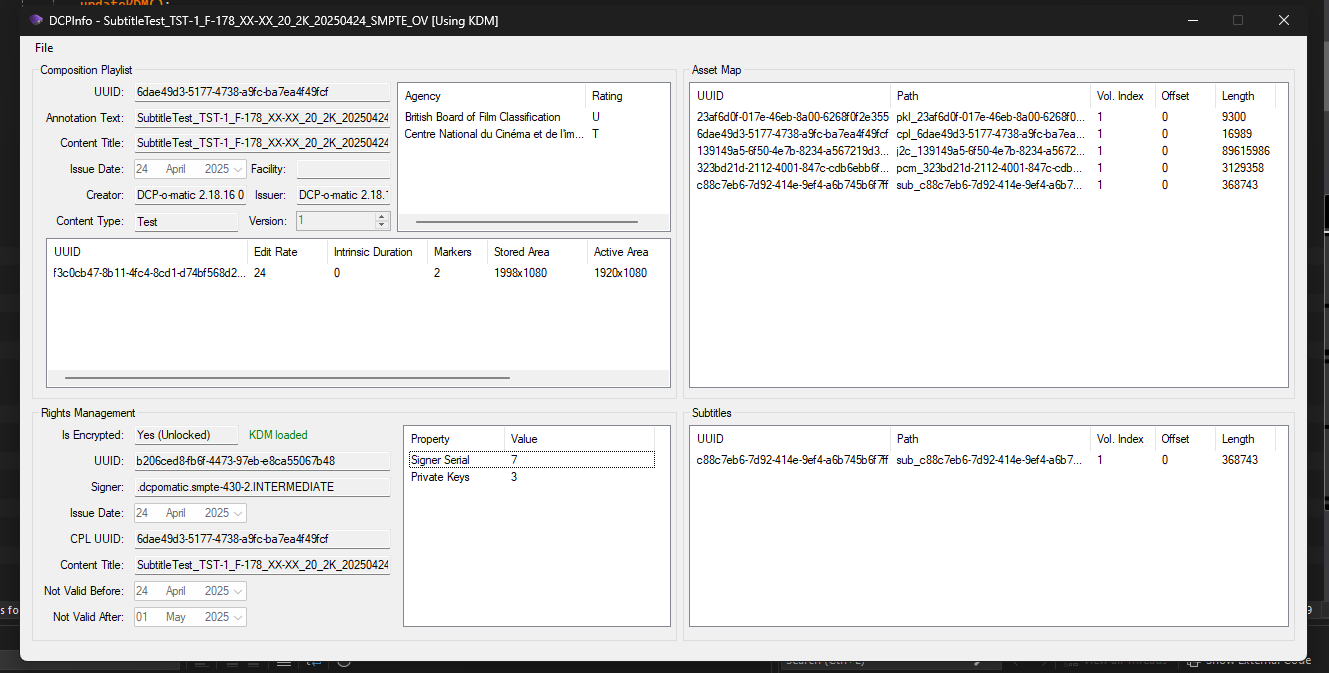 DCPInfo - SubtitleTest_TST-1_F-178_XX-XX_20_2K_20250424_SMPTE_OV [Using KDM]
File
Composition Playlist
UUID: 6dae49d3-5177-4738-a9fc-ba7ea4f49fcf
Annotation Text: SubtitleTest_TST-1_F-178_XX-XX_20_2K_20250424
Content Title: SubtitleTest_TST-1_F-178_XX-XX_20_2K_20250424
Issue Date: 24 April 2025 Facility:
Creator: DCP-o-matic 2.18.16 0 Issuer: DCP-o-matic 2.18.
Content Type: Test Version: 1
Agency Rating
British Board of Film Classification U
Centre National du Cinéma et de l'im... T
UUID Edit Rate Intrinsic Duration Markers Stored Area Active Area
f3c0cb47-8b11-4fc4-8cd1-d74bf568d2... 24 0 2 1998x1080 1920x1080
Asset Map
UUID Path Vol. Index Offset Length
23af6d0f-017e-46eb-8a00-6268f0f2e355 pkl_23af6d0f-017e-46eb-8a00-6268f0... 1 0 9300
6dae49d3-5177-4738-a9fc-ba7ea4f49fcf cpl_6dae49d3-5177-4738-a9fc-ba7ea... 1 0 16989
139149a5-6f50-4e7b-8234-a567219d3... j2c_139149a5-6f50-4e7b-8234-a5672... 1 0 89615986
323bd21d-2112-4001-847c-cdb6ebb6f... pcm_323bd21d-2112-4001-847c-cdb... 1 0 3129358
c88c7eb6-7d92-414e-9ef4-a6b745b6f7ff sub_c88c7eb6-7d92-414e-9ef4-a6b7... 1 0 368743
Rights Management
Is Encrypted: Yes (Unlocked) KDM loaded
UUID: b206ced8-fb6f-4473-97eb-e8ca55067b48
Signer: .dcpomatic.smpte-430-2.INTERMEDIATE
Issue Date: 24 April 2025
CPL UUID: 6dae49d3-5177-4738-a9fc-ba7ea4f49fcf
Content Title: SubtitleTest_TST-1_F-178_XX-XX_20_2K_20250424
Not Valid Before: 24 April 2025
Not Valid After: 01 May 2025
Property Value
Signer Serial 7
Private Keys 3
Subtitles
UUID Path Vol. Index Offset Length
c88c7eb6-7d92-414e-9ef4-a6b745b6f7ff sub_c88c7eb6-7d92-414e-9ef4-a6b7... 1 0 368743